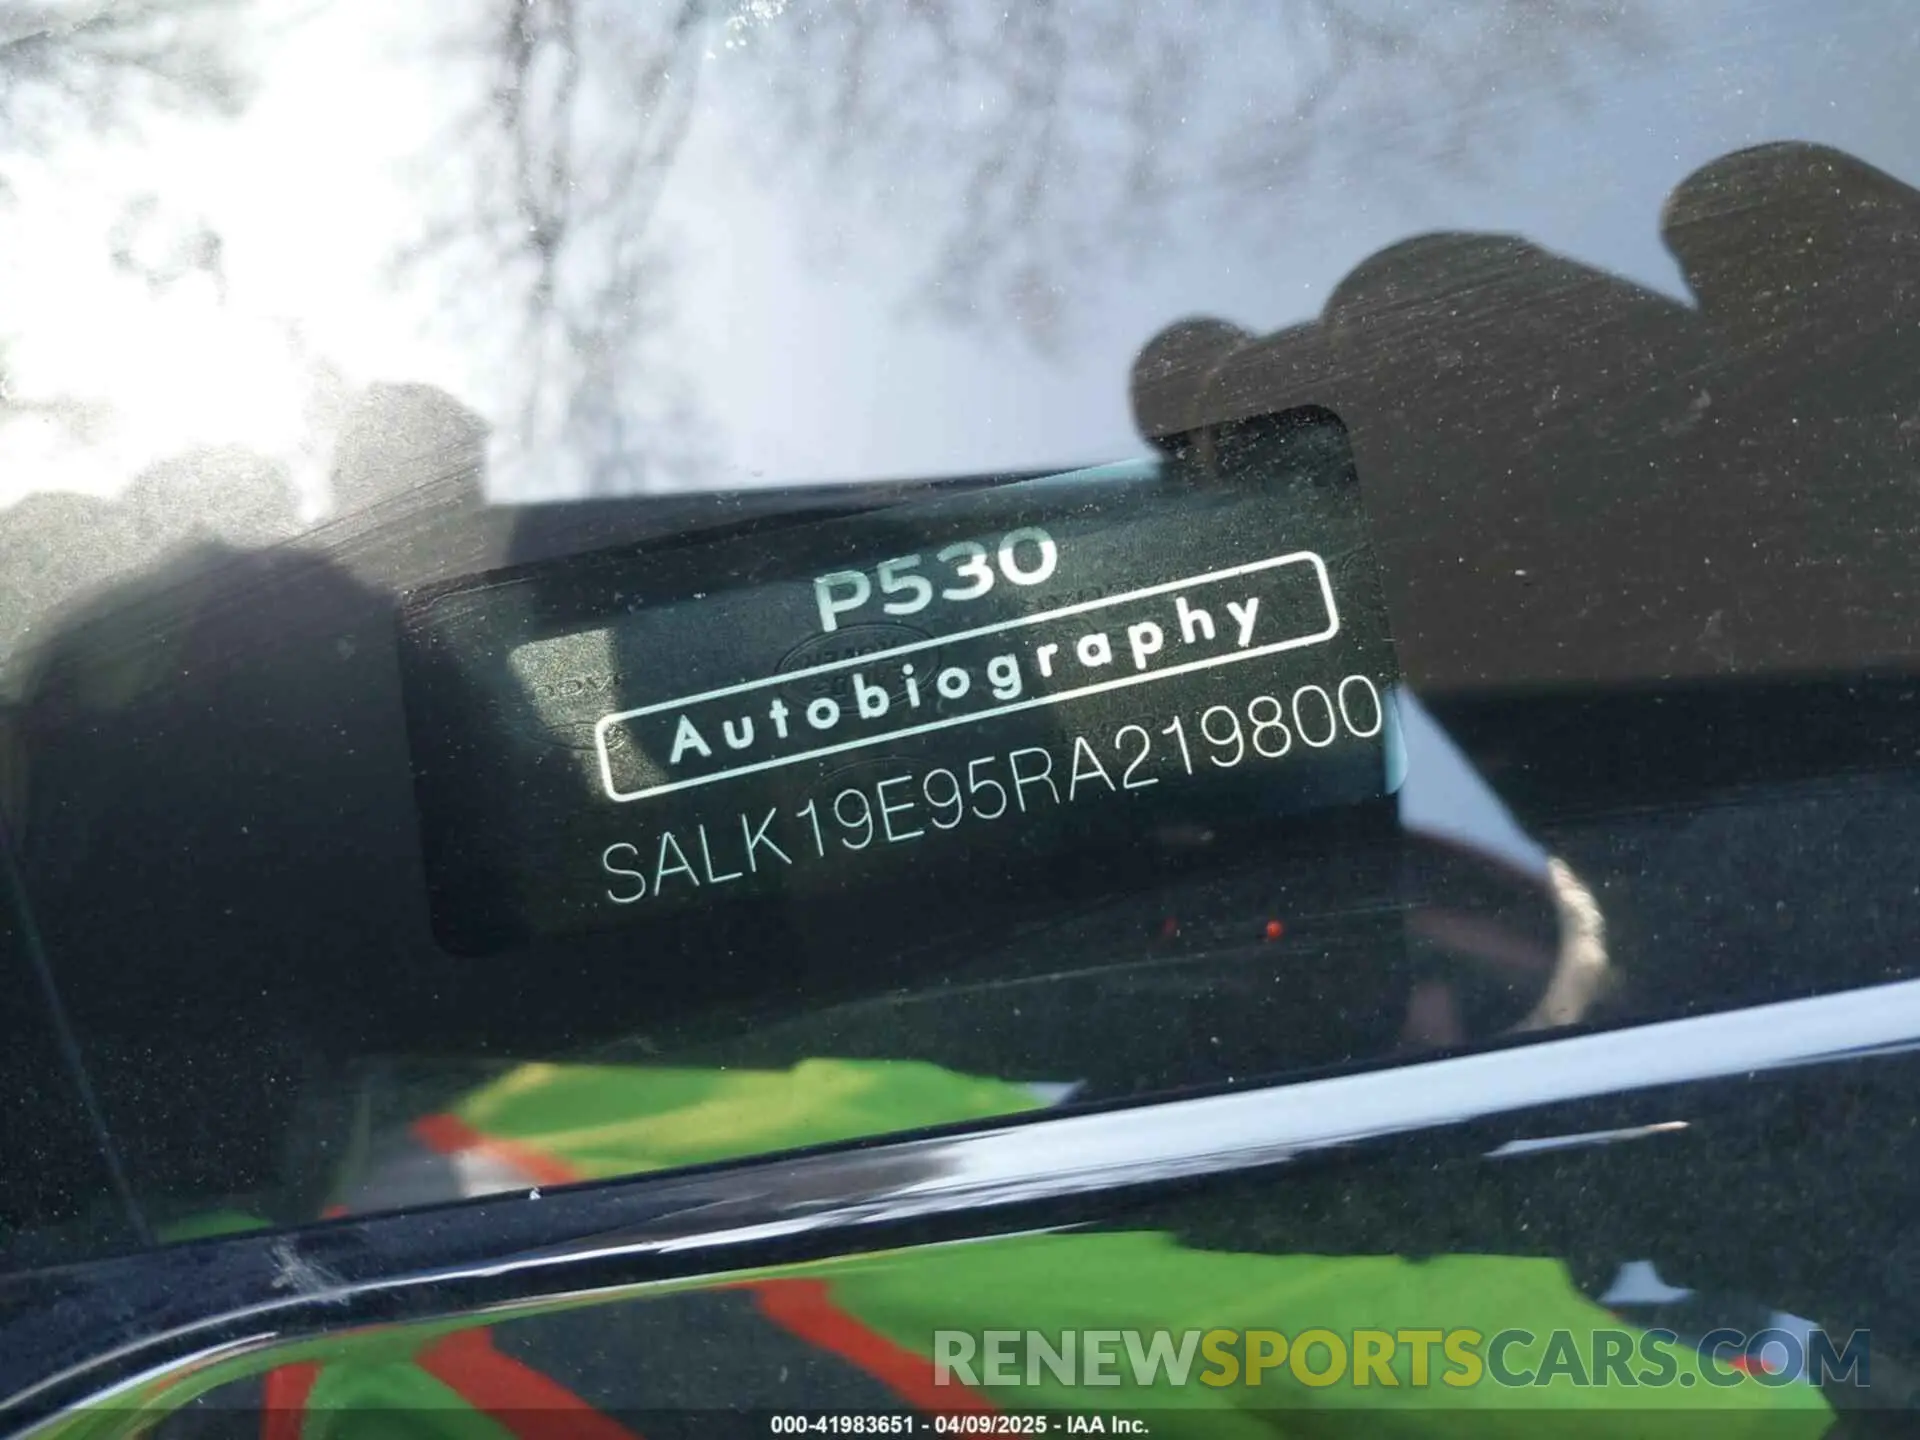 P530
Autobiography
SALK19E95RA219800
RENEWSPORTSCARS.COM
000-41983651 - 04/09/2025 - IAA Inc.